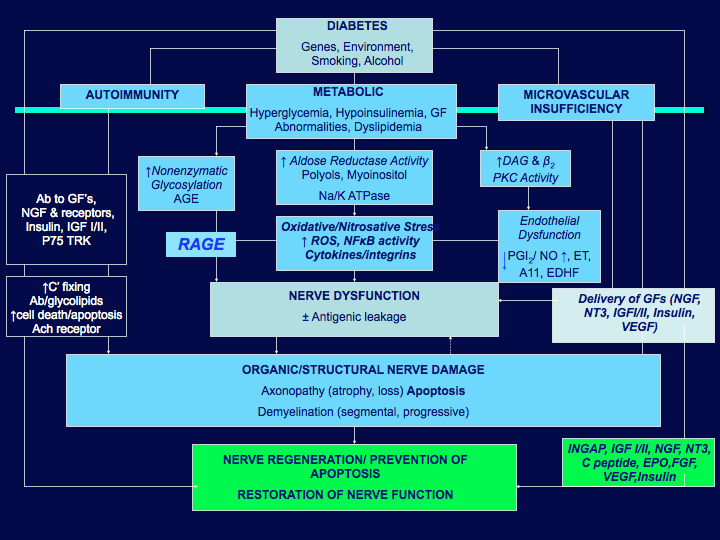 DIABETES
Genes, Environment,
Smoking, Alcohol
AUTOIMMUNITY
METABOLIC
Hyperglycemia, Hypoinsulinemia, GF
Abnormalities, Dyslipidemia
MICROVASCULAR
INSUFFICIENCY
↑Nonenzymatic
Glycosylation
AGE
↑ Aldose Reductase Activity
Polyols, Myoinositol
Na/K ATPase
↑DAG & β2
PKC Activity
Ab to GF's,
NGF & receptors,
Insulin, IGF I/II,
P75 TRK
RAGE
Oxidative/Nitrosative Stress
↑ ROS, NFκB activity
Cytokines/integrins
Endothelial
Dysfunction
↓PGI2/ NO ↑, ET,
A11, EDHF
↑C' fixing
Ab/glycolipids
↑cell death/apoptosis
Ach receptor
NERVE DYSFUNCTION
± Antigenic leakage
Delivery of GFs (NGF,
NT3, IGFI/II, Insulin,
VEGF)
ORGANIC/STRUCTURAL NERVE DAMAGE
Axonopathy (atrophy, loss) Apoptosis
Demyelination (segmental, progressive)
NERVE REGENERATION/ PREVENTION OF
APOPTOSIS
RESTORATION OF NERVE FUNCTION
INGAP, IGF I/II, NGF, NT3,
C peptide, EPO,FGF,
VEGF,Insulin